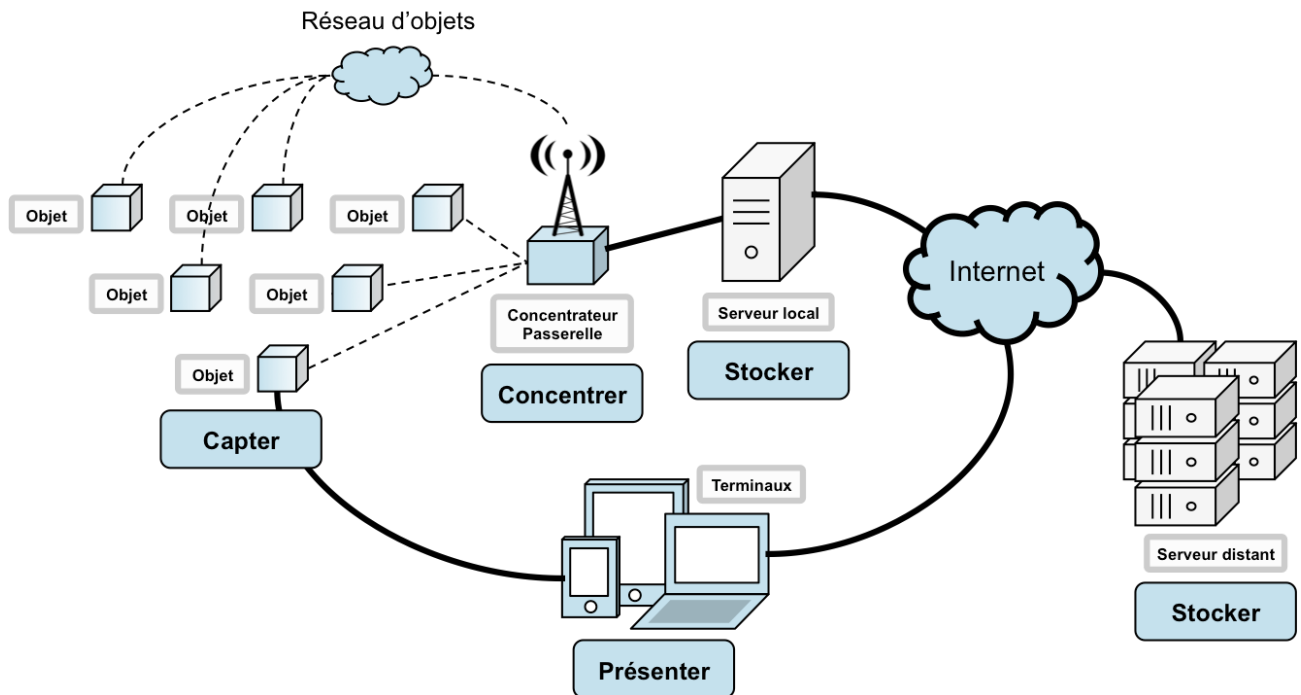 Réseau d'objets
Objet
Objet
Objet
Objet
Objet
Objet
Capter
Concentrateur
Passerelle
Concentrer
Serveur local
Stocker
Internet
Terminaux
Présenter
Serveur distant
Stocker